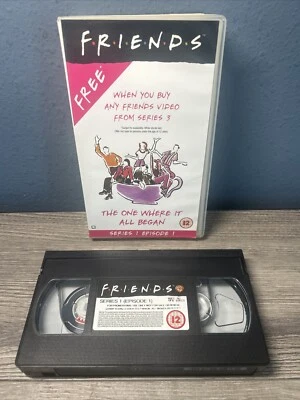 F·R·I·E·N·D·S
FREE
WHEN YOU BUY
ANY FRIENDS VIDEO
FROM SERIES 3
THE ONE WHERE IT
ALL BEGAN
12
SERIES 1 EPISODE 1
F·R·I·E·N·D·S
SERIES 1 (EPISODE 1)
12